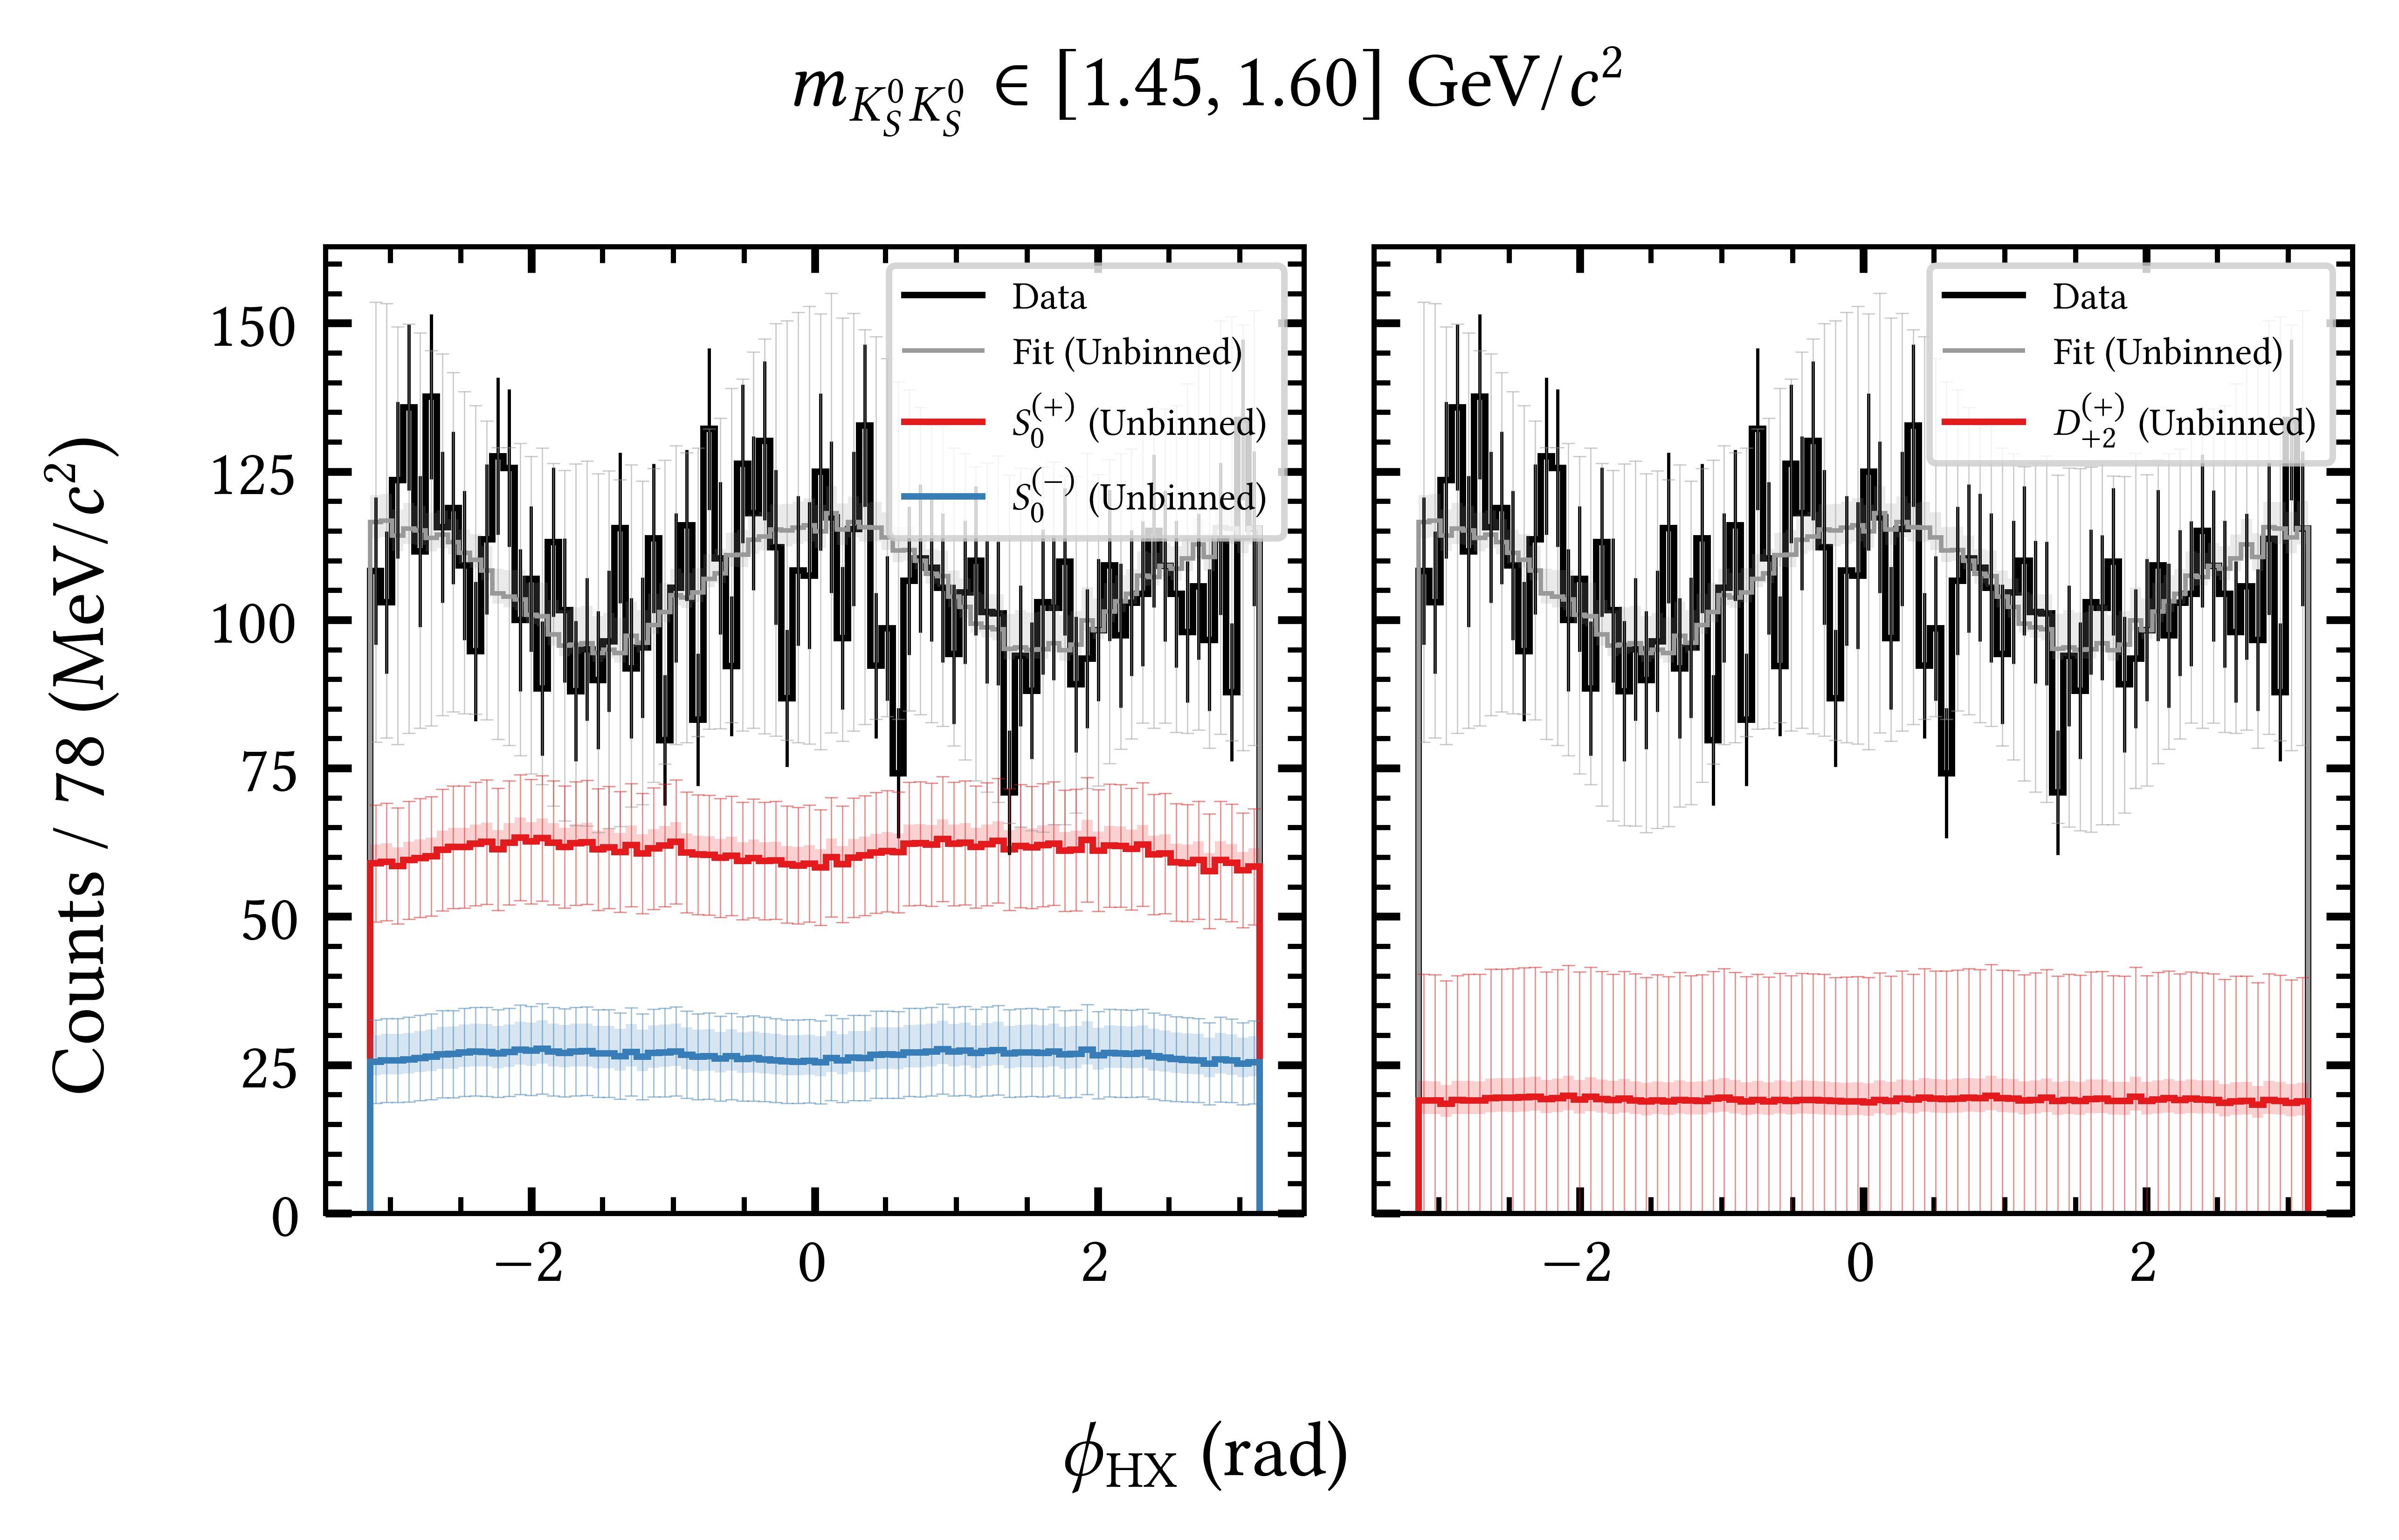 m_{K_S^0 K_S^0} ∈ [1.45, 1.60] GeV/c²
Counts / 78 (MeV/c²)
150
125
100
75
50
25
0
Data
Fit (Unbinned)
S_0^{(+)} (Unbinned)
S_0^{(−)} (Unbinned)
−2
0
2
Data
Fit (Unbinned)
D_{+2}^{(+)} (Unbinned)
−2
0
2
ϕ_{HX} (rad)